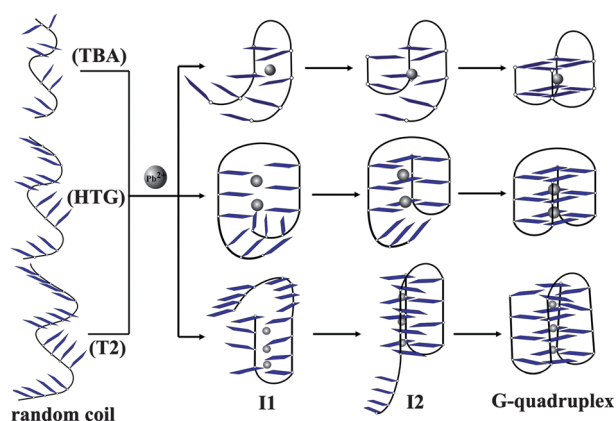 (TBA)
Pb2+
(HTG)
(T2)
random coil
I1
I2
G-quadruplex